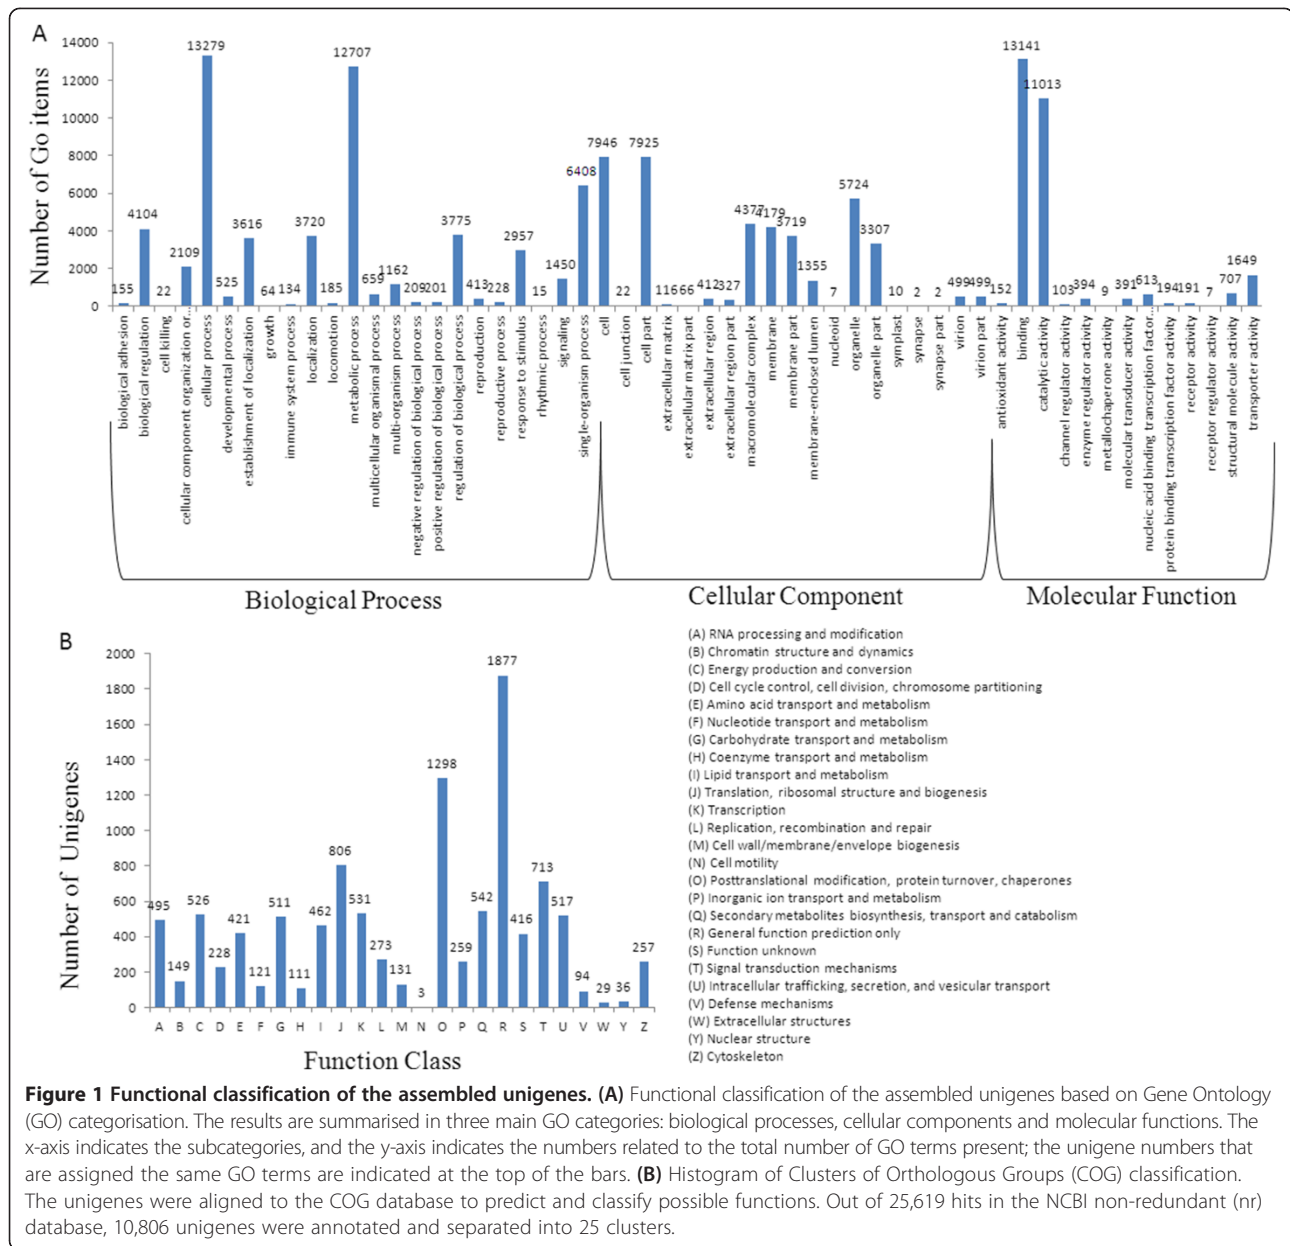 A
Number of Go items
14000
12000
10000
8000
6000
4000
2000
0
155
4104
22
2109
13279
525
3616
64
134
3720
185
12707
659
1162
209
201
3775
413
228
2957
15
1450
6408
7946
22
7925
116
66
412
327
4377
4179
3719
1355
7
5724
3307
10
2
2
499
499
152
13141
11013
103
394
9
391
613
194
191
7
707
1649
biological adhesion
biological regulation
cell killing
cellular component organization or...
cellular process
developmental process
establishment of localization
growth
immune system process
localization
locomotion
metabolic process
multicellular organismal process
multi-organism process
negative regulation of biological process
positive regulation of biological process
regulation of biological process
reproduction
reproductive process
response to stimulus
rhythmic process
signaling
single-organism process
cell
cell junction
cell part
extracellular matrix
extracellular matrix part
extracellular region
extracellular region part
macromolecular complex
membrane
membrane part
membrane-enclosed lumen
nucleoid
organelle
organelle part
symplast
synapse
synapse part
virion
virion part
antioxidant activity
binding
catalytic activity
channel regulator activity
enzyme regulator activity
metallochaperone activity
molecular transducer activity
nucleic acid binding transcription factor...
protein binding transcription factor activity
receptor activity
receptor regulator activity
structural molecule activity
transporter activity
Biological Process
Cellular Component
Molecular Function
B
Number of Unigenes
2000
1800
1600
1400
1200
1000
800
600
400
200
0
495
149
526
228
421
121
511
111
462
806
531
273
131
3
1298
259
542
1877
416
713
517
94
29
36
257
A B C D E F G H I J K L M N O P Q R S T U V W Y Z
Function Class
(A) RNA processing and modification
(B) Chromatin structure and dynamics
(C) Energy production and conversion
(D) Cell cycle control, cell division, chromosome partitioning
(E) Amino acid transport and metabolism
(F) Nucleotide transport and metabolism
(G) Carbohydrate transport and metabolism
(H) Coenzyme transport and metabolism
(I) Lipid transport and metabolism
(J) Translation, ribosomal structure and biogenesis
(K) Transcription
(L) Replication, recombination and repair
(M) Cell wall/membrane/envelope biogenesis
(N) Cell motility
(O) Posttranslational modification, protein turnover, chaperones
(P) Inorganic ion transport and metabolism
(Q) Secondary metabolites biosynthesis, transport and catabolism
(R) General function prediction only
(S) Function unknown
(T) Signal transduction mechanisms
(U) Intracellular trafficking, secretion, and vesicular transport
(V) Defense mechanisms
(W) Extracellular structures
(Y) Nuclear structure
(Z) Cytoskeleton
Figure 1 Functional classification of the assembled unigenes. (A) Functional classification of the assembled unigenes based on Gene Ontology
(GO) categorisation. The results are summarised in three main GO categories: biological processes, cellular components and molecular functions. The
x-axis indicates the subcategories, and the y-axis indicates the numbers related to the total number of GO terms present; the unigene numbers that
are assigned the same GO terms are indicated at the top of the bars. (B) Histogram of Clusters of Orthologous Groups (COG) classification.
The unigenes were aligned to the COG database to predict and classify possible functions. Out of 25,619 hits in the NCBI non-redundant (nr)
database, 10,806 unigenes were annotated and separated into 25 clusters.